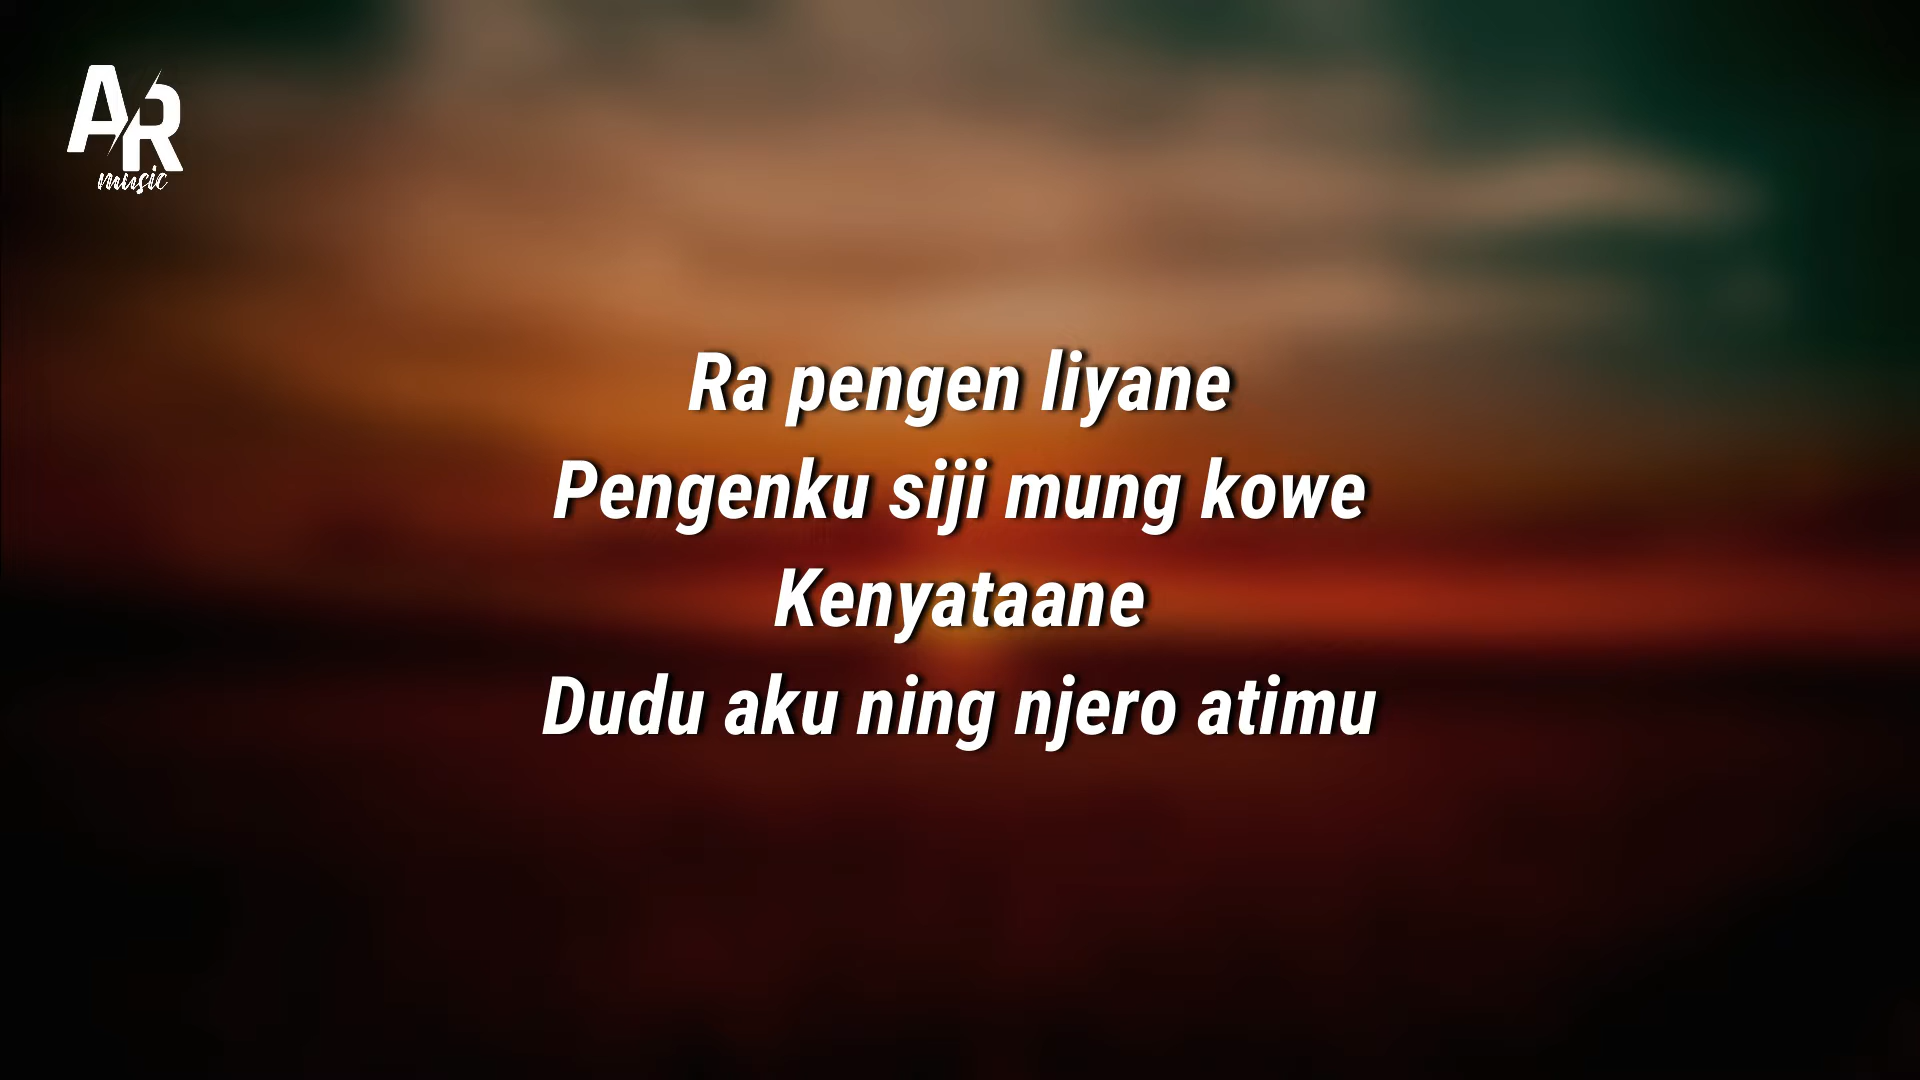 AR
music
Ra pengen liyane
Pengenku siji mung kowe
Kenyataane
Dudu aku ning njero atimu